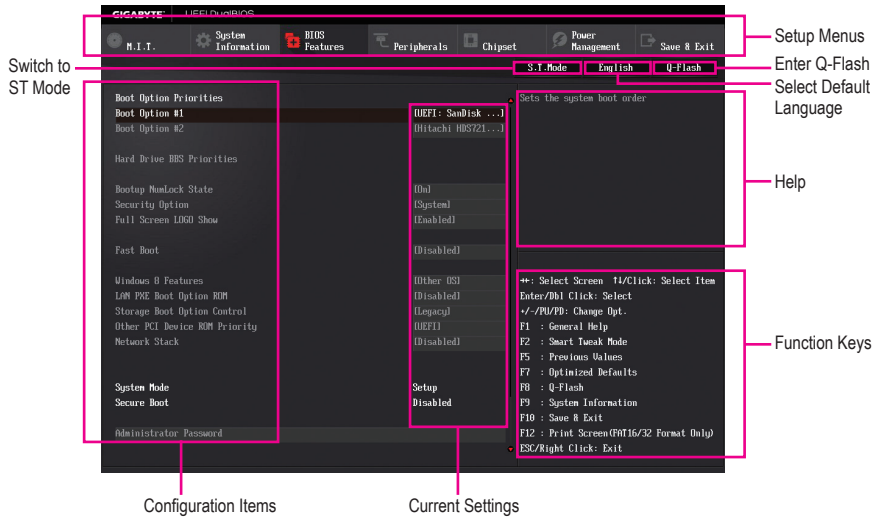 GIGABYTE UEFI DualBIOS
M.I.T. System Information BIOS Features Peripherals Chipset Power Management Save & Exit
Setup Menus
S.T.Mode English Q-Flash
Switch to ST Mode
Enter Q-Flash
Select Default Language
Boot Option Priorities
Boot Option #1 [UEFI: SanDisk ...]
Boot Option #2 [Hitachi HDS721...]
Hard Drive BBS Priorities
Bootup NumLock State [On]
Security Option [System]
Full Screen LOGO Show [Enabled]
Fast Boot [Disabled]
Windows 8 Features [Other OS]
LAN PXE Boot Option ROM [Disabled]
Storage Boot Option Control [Legacy]
Other PCI Device ROM Priority [UEFI]
Network Stack [Disabled]
System Mode Setup
Secure Boot Disabled
Administrator Password
Sets the system boot order
Help
→←: Select Screen ↑↓/Click: Select Item
Enter/Dbl Click: Select
+/-/PU/PD: Change Opt.
F1 : General Help
F2 : Smart Tweak Mode
F5 : Previous Values
F7 : Optimized Defaults
F8 : Q-Flash
F9 : System Information
F10 : Save & Exit
F12 : Print Screen(FAT16/32 Format Only)
ESC/Right Click: Exit
Function Keys
Configuration Items
Current Settings